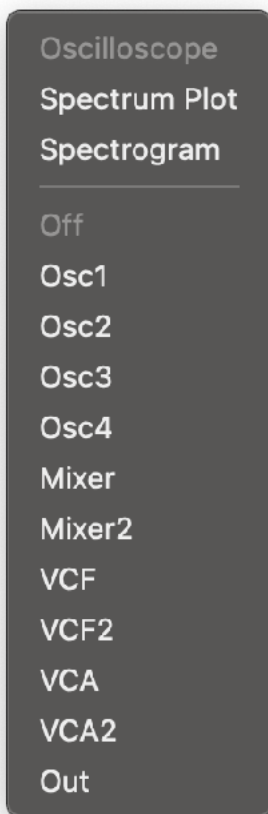 Oscilloscope
Spectrum Plot
Spectrogram
Off
Osc1
Osc2
Osc3
Osc4
Mixer
Mixer2
VCF
VCF2
VCA
VCA2
Out